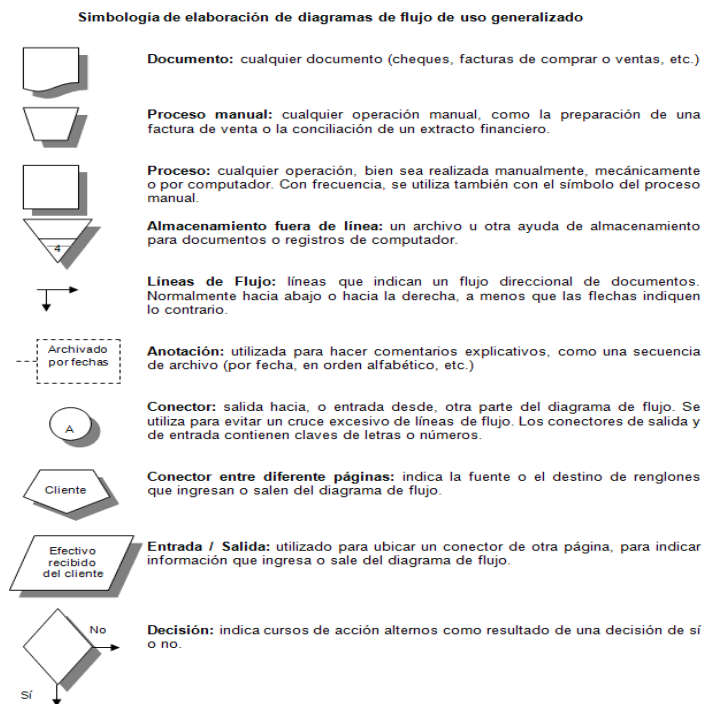 Simbología de elaboración de diagramas de flujo de uso generalizado
Documento: cualquier documento (cheques, facturas de comprar o ventas, etc.)
Proceso manual: cualquier operación manual, como la preparación de una
factura de venta o la conciliación de un extracto financiero.
Proceso: cualquier operación, bien sea realizada manualmente, mecánicamente
o por computador. Con frecuencia, se utiliza también con el símbolo del proceso
manual.
4
Almacenamiento fuera de línea: un archivo u otra ayuda de almacenamiento
para documentos o registros de computador.
Líneas de Flujo: líneas que indican un flujo direccional de documentos.
Normalmente hacia abajo o hacia la derecha, a menos que las flechas indiquen
lo contrario.
Archivado
por fechas
Anotación: utilizada para hacer comentarios explicativos, como una secuencia
de archivo (por fecha, en orden alfabético, etc.)
A
Conector: salida hacia, o entrada desde, otra parte del diagrama de flujo. Se
utiliza para evitar un cruce excesivo de líneas de flujo. Los conectores de salida y
de entrada contienen claves de letras o números.
Cliente
Conector entre diferente páginas: indica la fuente o el destino de renglones
que ingresan o salen del diagrama de flujo.
Efectivo
recibido
del cliente
Entrada / Salida: utilizado para ubicar un conector de otra página, para indicar
información que ingresa o sale del diagrama de flujo.
No
Sí
Decisión: indica cursos de acción alternos como resultado de una decisión de sí
o no.